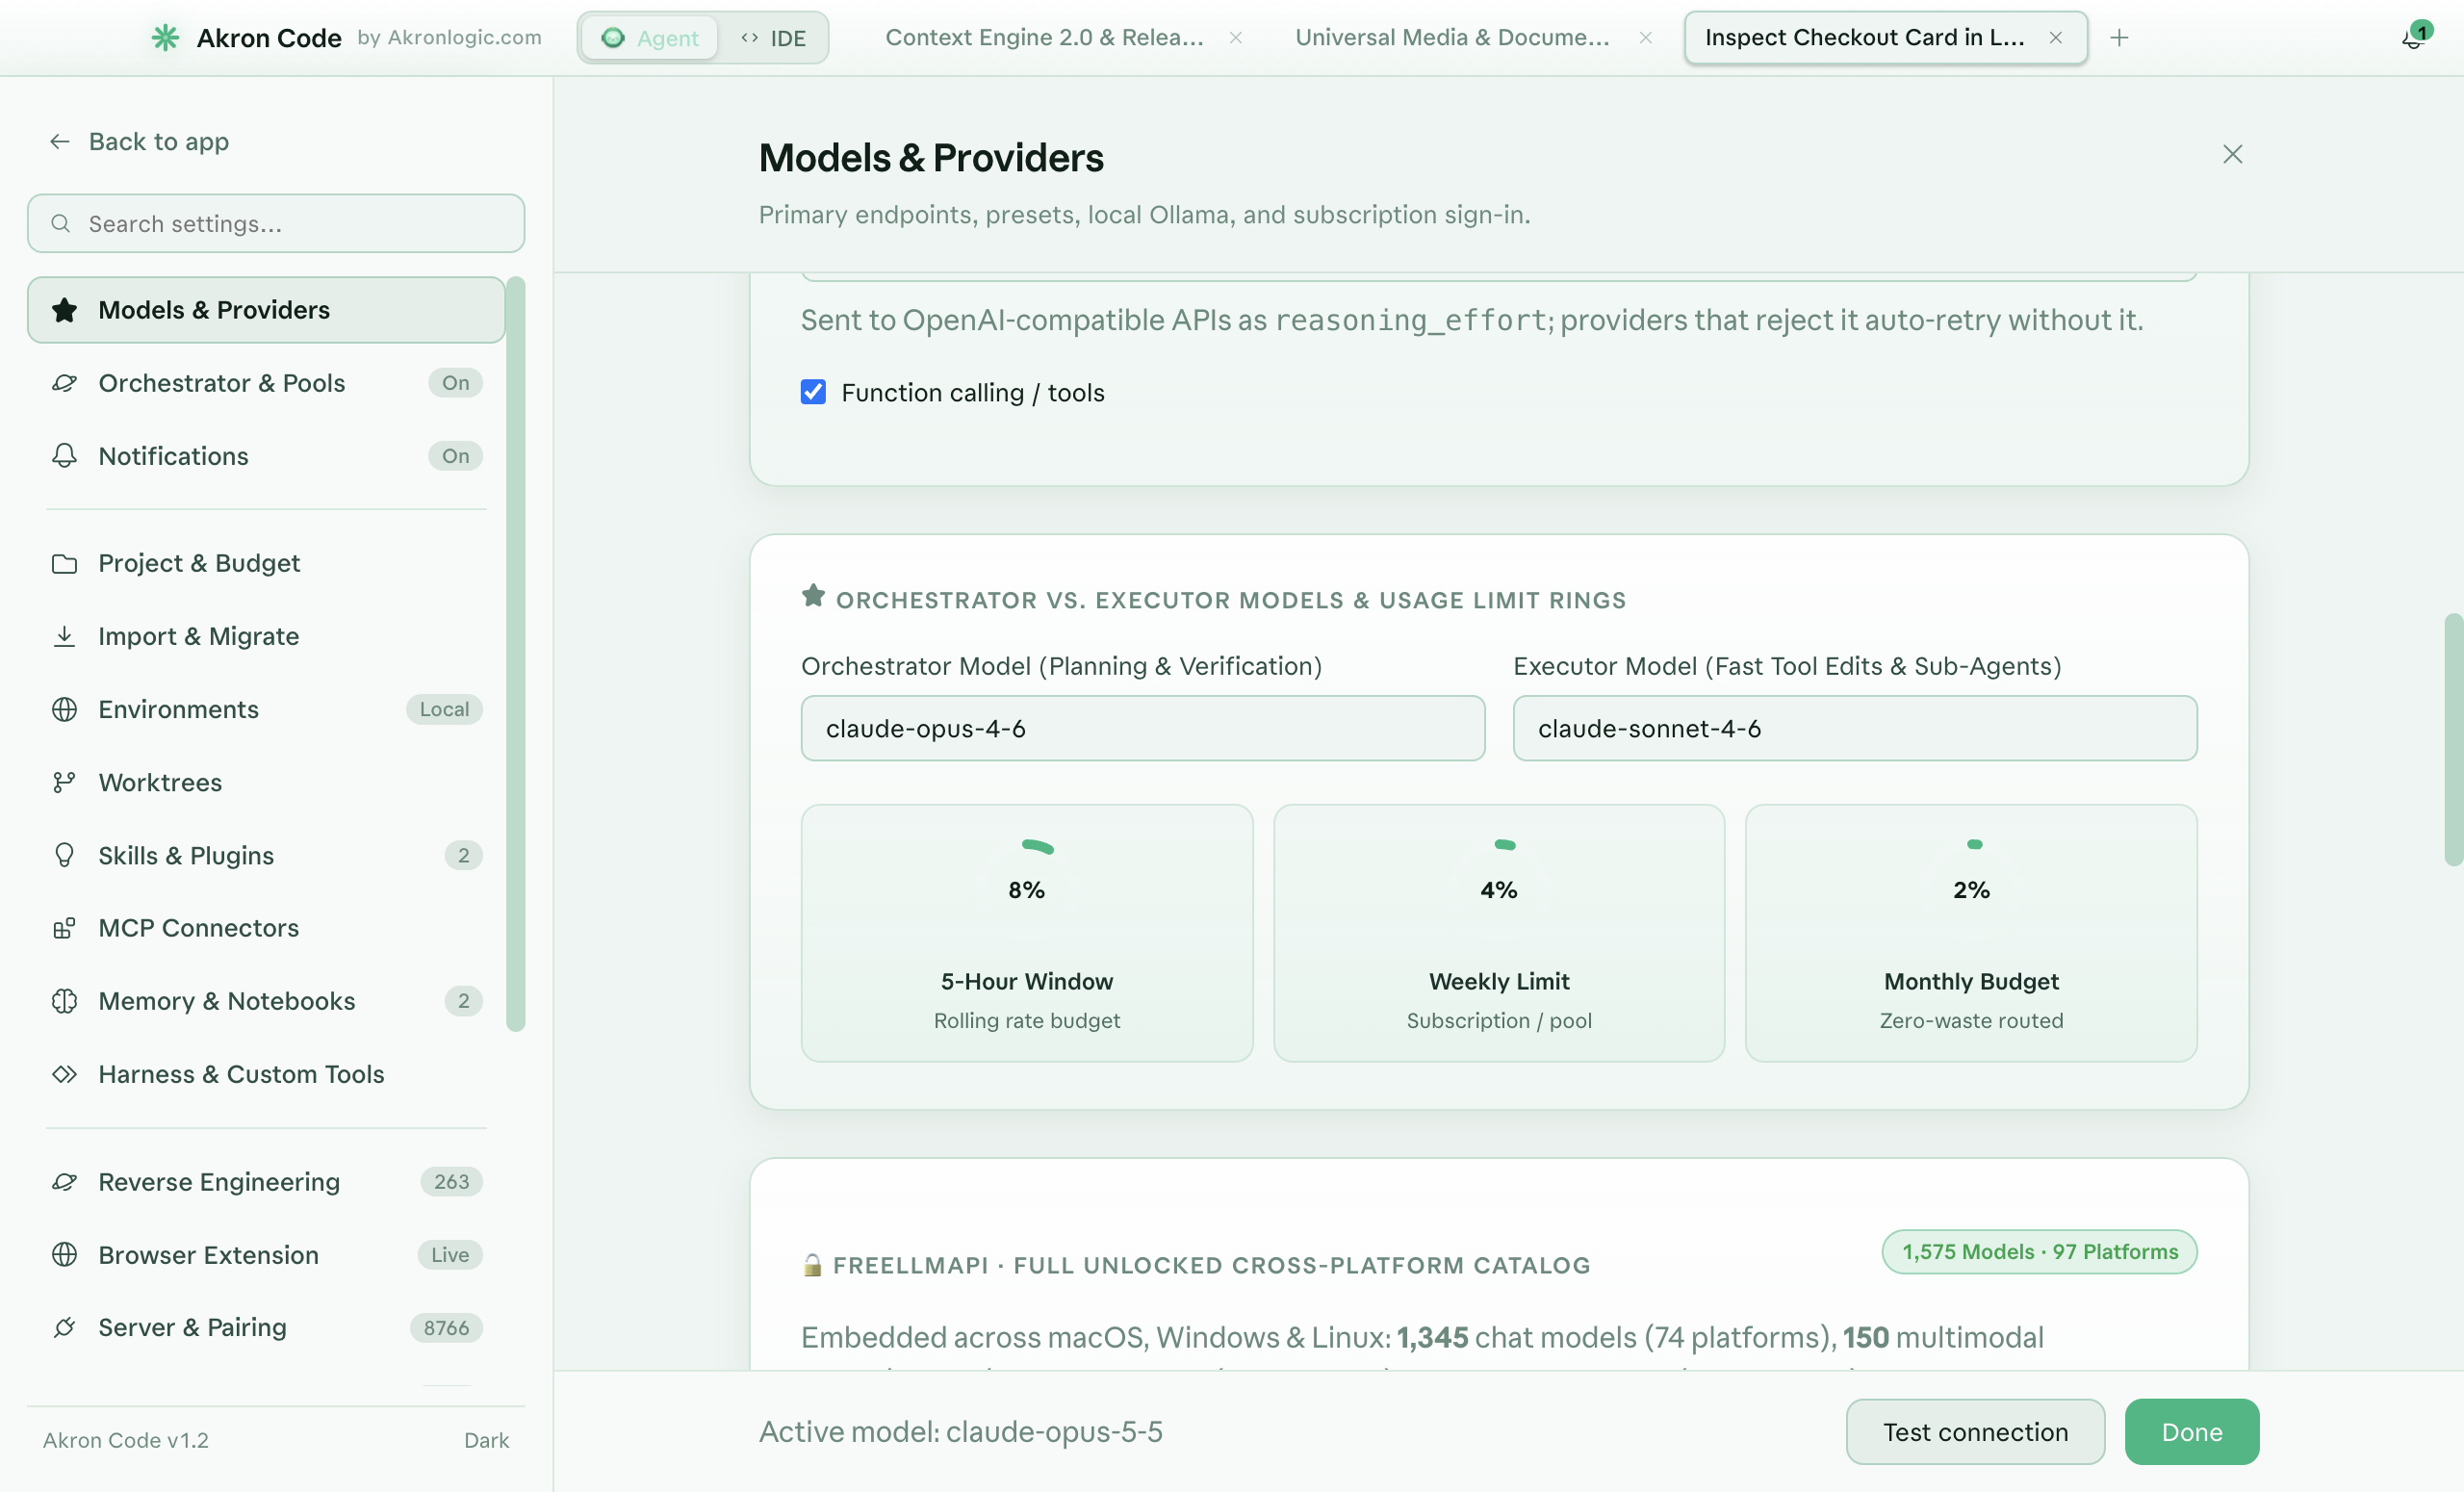 Akron Code by Akronlogic.com
Agent
IDE
Context Engine 2.0 & Relea...
Universal Media & Docume...
Inspect Checkout Card in L...
1
Back to app
Search settings...
Models & Providers
Orchestrator & Pools On
Notifications On
Project & Budget
Import & Migrate
Environments Local
Worktrees
Skills & Plugins 2
MCP Connectors
Memory & Notebooks 2
Harness & Custom Tools
Reverse Engineering 263
Browser Extension Live
Server & Pairing 8766
Akron Code v1.2 Dark
Models & Providers
Primary endpoints, presets, local Ollama, and subscription sign-in.
Sent to OpenAI-compatible APIs as reasoning_effort; providers that reject it auto-retry without it.
Function calling / tools
ORCHESTRATOR VS. EXECUTOR MODELS & USAGE LIMIT RINGS
Orchestrator Model (Planning & Verification)
claude-opus-4-6
Executor Model (Fast Tool Edits & Sub-Agents)
claude-sonnet-4-6
8%
5-Hour Window
Rolling rate budget
4%
Weekly Limit
Subscription / pool
2%
Monthly Budget
Zero-waste routed
FREELLMAPI · FULL UNLOCKED CROSS-PLATFORM CATALOG
1,575 Models · 97 Platforms
Embedded across macOS, Windows & Linux: 1,345 chat models (74 platforms), 150 multimodal
Active model: claude-opus-5-5
Test connection
Done